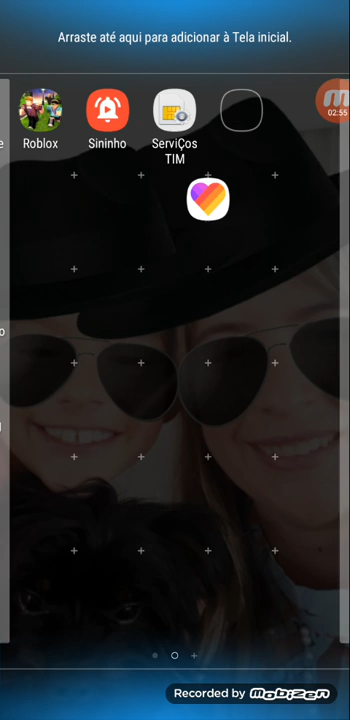 Arraste até aqui para adicionar à Tela inicial.
02:55
Roblox
Sininho
ServiÇos
TIM
Recorded by mobizen